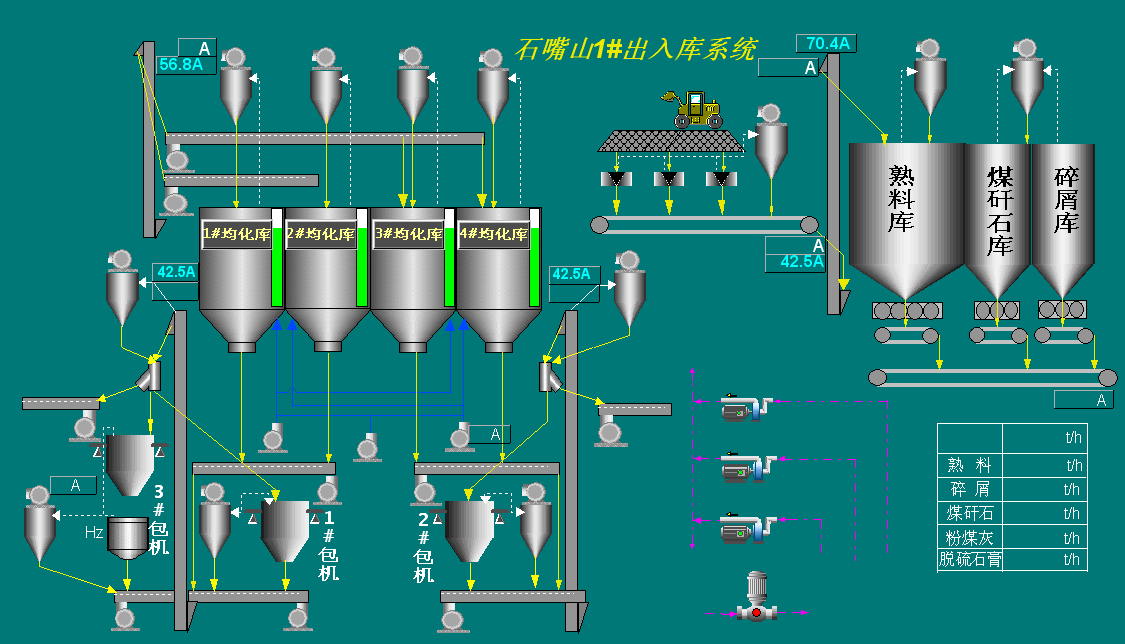 石嘴山1#出入库系统
A
56.8A
70.4A
A
熟料库
煤矸石库
碎屑库
1#均化库
2#均化库
3#均化库
4#均化库
A
42.5A
42.5A
42.5A
A
A
t/h
熟 料 t/h
碎 屑 t/h
煤矸石 t/h
粉煤灰 t/h
脱硫石膏 t/h
A
Hz
3#包机
1#包机
2#包机